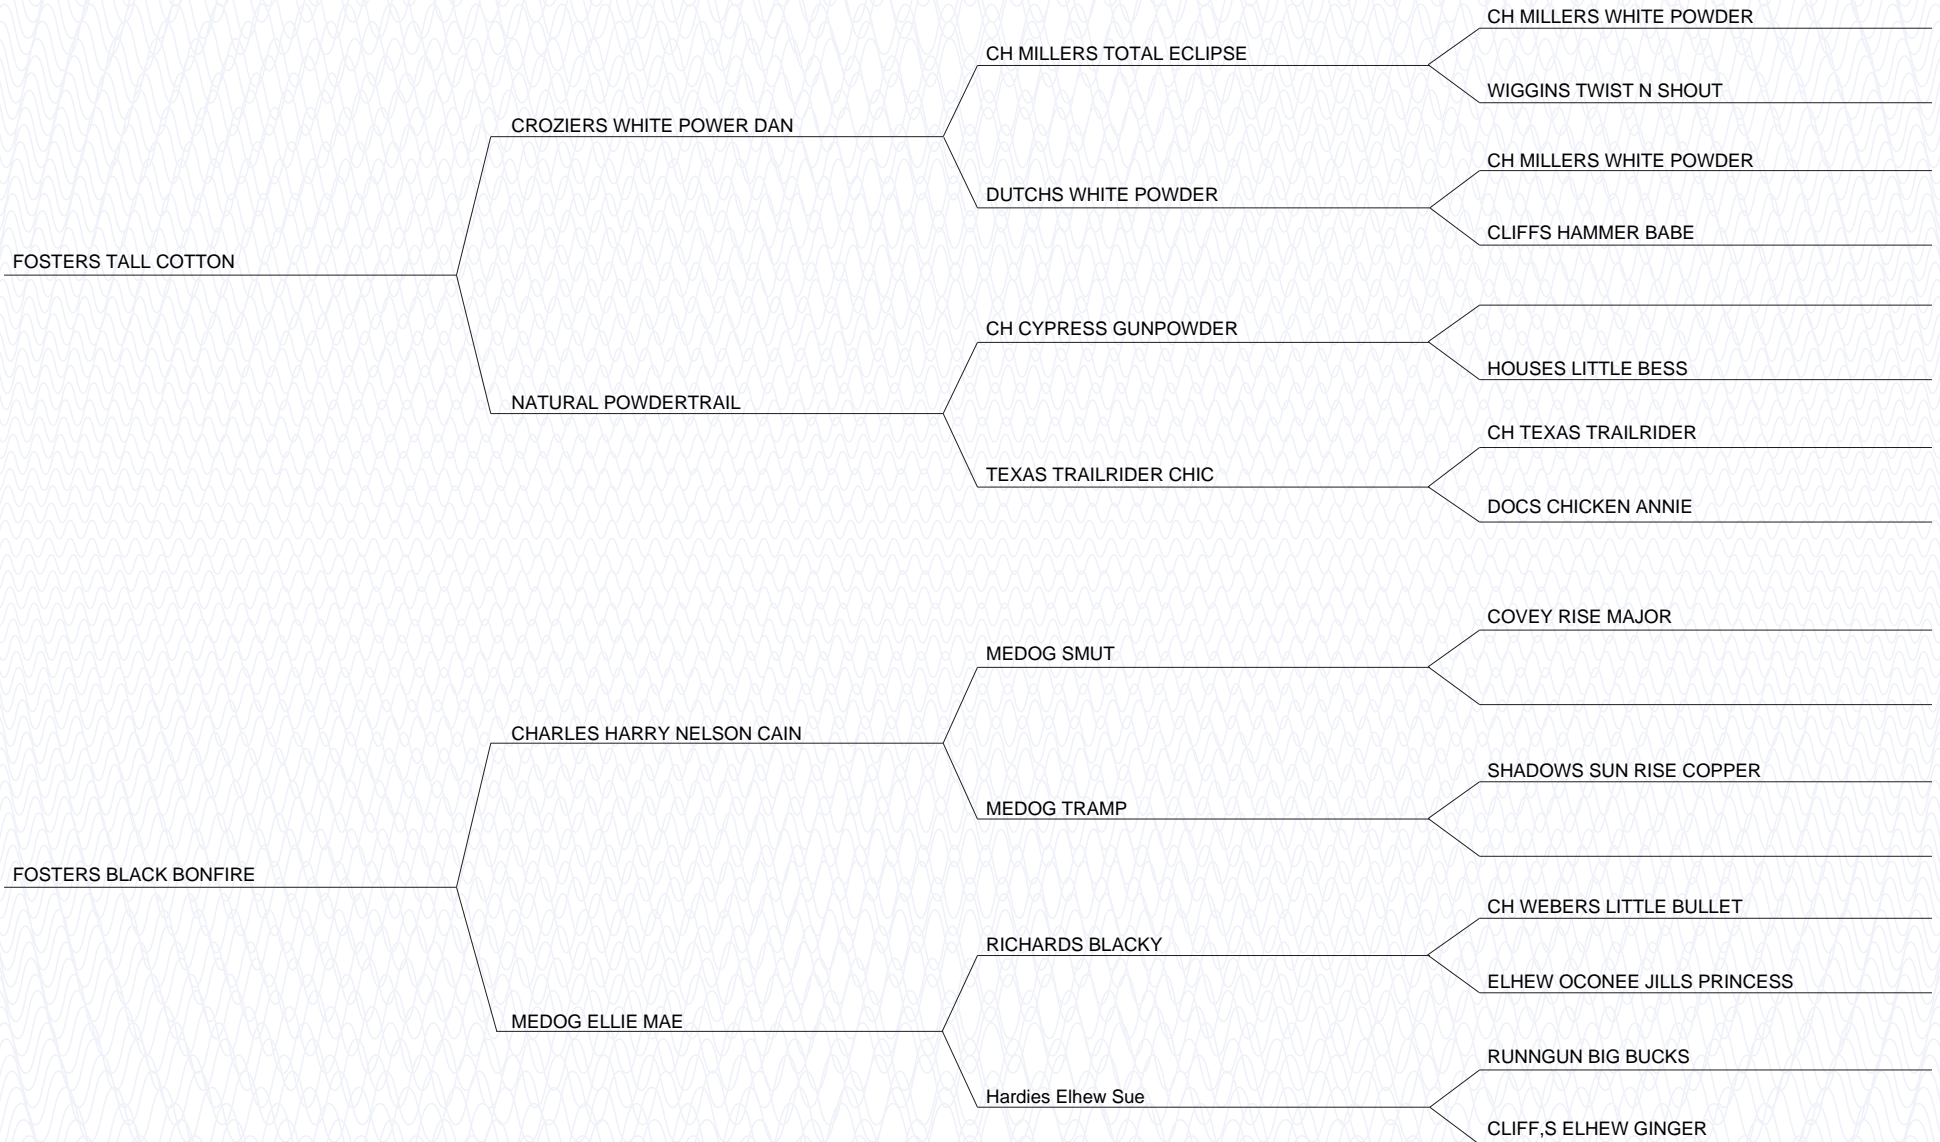 CH MILLERS WHITE POWDER
CH MILLERS TOTAL ECLIPSE
WIGGINS TWIST N SHOUT
CROZIERS WHITE POWER DAN
CH MILLERS WHITE POWDER
DUTCHS WHITE POWDER
CLIFFS HAMMER BABE
FOSTERS TALL COTTON
CH CYPRESS GUNPOWDER
HOUSES LITTLE BESS
NATURAL POWDERTRAIL
CH TEXAS TRAILRIDER
TEXAS TRAILRIDER CHIC
DOCS CHICKEN ANNIE
COVEY RISE MAJOR
MEDOG SMUT
CHARLES HARRY NELSON CAIN
SHADOWS SUN RISE COPPER
MEDOG TRAMP
FOSTERS BLACK BONFIRE
CH WEBERS LITTLE BULLET
RICHARDS BLACKY
ELHEW OCONEE JILLS PRINCESS
MEDOG ELLIE MAE
RUNNGUN BIG BUCKS
Hardies Elhew Sue
CLIFF,S ELHEW GINGER